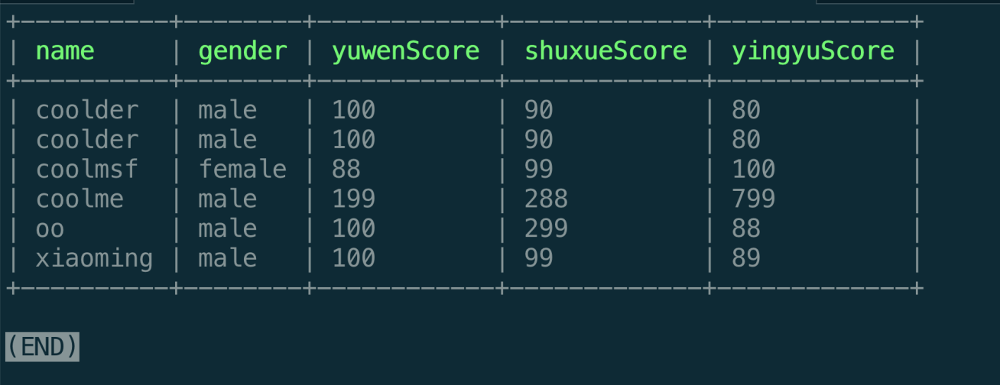 +-----------+---------+-------------+--------------+--------------+
| name      | gender | yuwenScore | shuxueScore | yingyuScore |
+-----------+---------+-------------+--------------+--------------+
| coolder   | male   | 100        | 90          | 80          |
| coolder   | male   | 100        | 90          | 80          |
| coolmsf   | female | 88         | 99          | 100         |
| coolme    | male   | 199        | 288         | 799         |
| oo        | male   | 100        | 299         | 88          |
| xiaoming  | male   | 100        | 99          | 89          |
+-----------+---------+-------------+--------------+--------------+
(END)